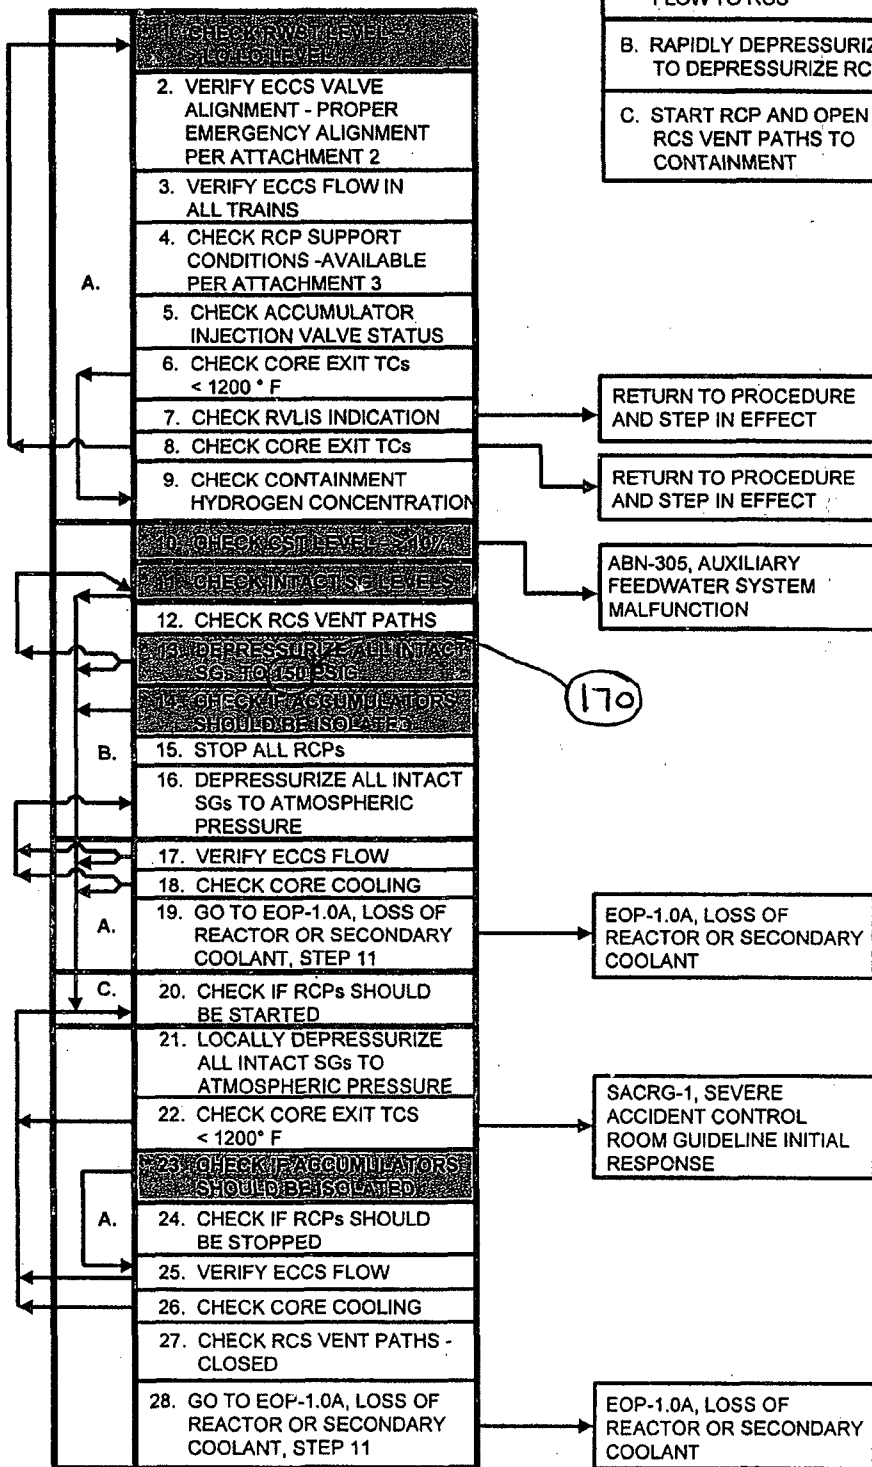 * 1. CHECK RWST LEVEL - >
LO-LO LEVEL
2. VERIFY ECCS VALVE
ALIGNMENT - PROPER
EMERGENCY ALIGNMENT
PER ATTACHMENT 2
3. VERIFY ECCS FLOW IN
ALL TRAINS
4. CHECK RCP SUPPORT
CONDITIONS -AVAILABLE
PER ATTACHMENT 3
5. CHECK ACCUMULATOR
INJECTION VALVE STATUS
6. CHECK CORE EXIT TCs
< 1200 ° F
7. CHECK RVLIS INDICATION
8. CHECK CORE EXIT TCs
9. CHECK CONTAINMENT
HYDROGEN CONCENTRATION
A.
* 10. CHECK CST LEVEL - >10%
* 11. CHECK INTACT SG LEVELS
12. CHECK RCS VENT PATHS
* 13. DEPRESSURIZE ALL INTACT
SGs TO 150 PSIG
170
* 14. CHECK IF ACCUMULATORS
SHOULD BE ISOLATED
15. STOP ALL RCPs
16. DEPRESSURIZE ALL INTACT
SGs TO ATMOSPHERIC
PRESSURE
B.
17. VERIFY ECCS FLOW
18. CHECK CORE COOLING
19. GO TO EOP-1.0A, LOSS OF
REACTOR OR SECONDARY
COOLANT, STEP 11
A.
C.
20. CHECK IF RCPs SHOULD
BE STARTED
21. LOCALLY DEPRESSURIZE
ALL INTACT SGs TO
ATMOSPHERIC PRESSURE
22. CHECK CORE EXIT TCS
< 1200° F
* 23. CHECK IF ACCUMULATORS
SHOULD BE ISOLATED
A.
24. CHECK IF RCPs SHOULD
BE STOPPED
25. VERIFY ECCS FLOW
26. CHECK CORE COOLING
27. CHECK RCS VENT PATHS -
CLOSED
28. GO TO EOP-1.0A, LOSS OF
REACTOR OR SECONDARY
COOLANT, STEP 11
FLOW TO RCS
B. RAPIDLY DEPRESSURIZ
TO DEPRESSURIZE RC
C. START RCP AND OPEN
RCS VENT PATHS TO
CONTAINMENT
RETURN TO PROCEDURE
AND STEP IN EFFECT
RETURN TO PROCEDURE
AND STEP IN EFFECT
ABN-305, AUXILIARY
FEEDWATER SYSTEM
MALFUNCTION
EOP-1.0A, LOSS OF
REACTOR OR SECONDARY
COOLANT
SACRG-1, SEVERE
ACCIDENT CONTROL
ROOM GUIDELINE INITIAL
RESPONSE
EOP-1.0A, LOSS OF
REACTOR OR SECONDARY
COOLANT